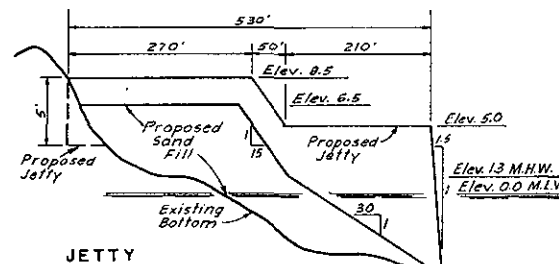 530'
270' 50' 210'
Elev. 8.5
Elev. 6.5
Elev. 5.0
5'
Proposed
Jetty
Proposed
Sand
Fill
1
15
Proposed
Jetty
1.5
1
Elev. 1.3 M.H.W.
Elev. 0.0 M.L.W.
30
1
Existing
Bottom
JETTY